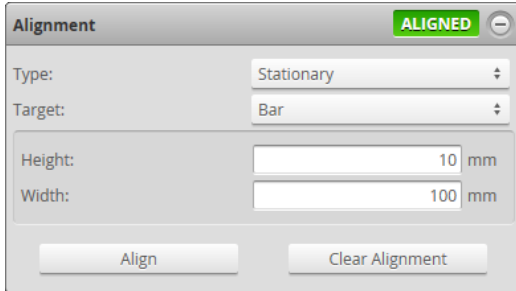 Alignment ALIGNED
Type: Stationary
Target: Bar
Height: 10 mm
Width: 100 mm
Align Clear Alignment